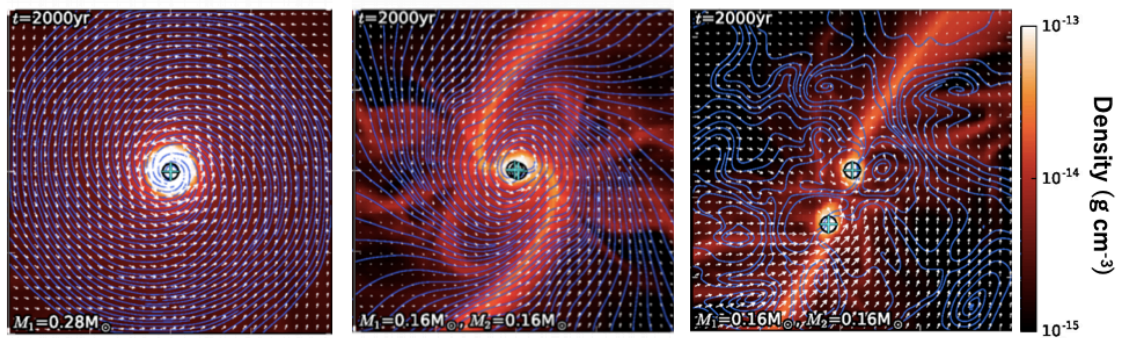 t=2000yr
M₁=0.28M☉
t=2000yr
M₁=0.16M☉, M₂=0.16M☉
t=2000yr
M₁=0.16M☉, M₂=0.16M☉
10⁻¹³
10⁻¹⁴
10⁻¹⁵
Density (g cm⁻³)